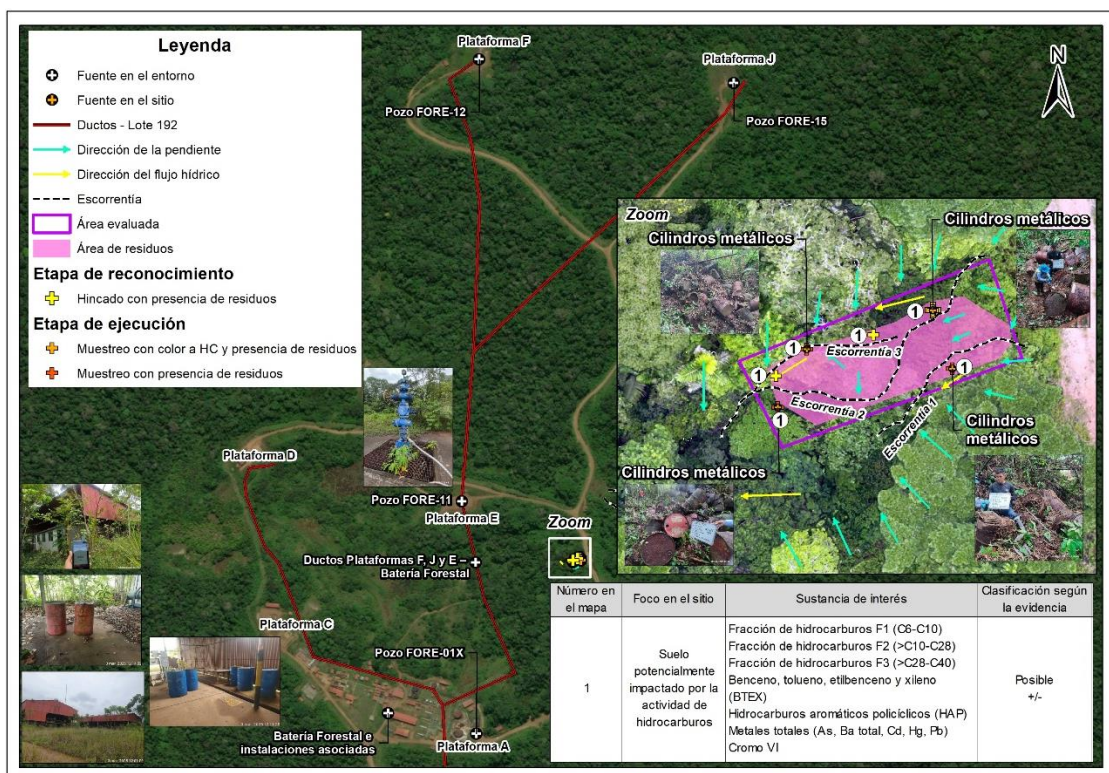 Leyenda
Fuente en el entorno
Fuente en el sitio
Ductos - Lote 192
Dirección de la pendiente
Dirección del flujo hídrico
Escorrentía
Área evaluada
Área de residuos
Etapa de reconocimiento
Hincado con presencia de residuos
Etapa de ejecución
Muestreo con color a HC y presencia de residuos
Muestreo con presencia de residuos
Plataforma F
Pozo FORE-12
Plataforma J
Pozo FORE-15
N
Zoom
Cilindros metálicos
Cilindros metálicos
1
1
1
Escorrentía 3
1
1
1
Escorrentía 2
Escorrentía 1
Cilindros
metálicos
Cilindros metálicos
Plataforma D
Pozo FORE-11
Plataforma E
Zoom
Ductos Plataformas F, J y E –
Batería Forestal
Plataforma C
Pozo FORE-01X
Batería Forestal e
instalaciones asociadas
Plataforma A
Número en
el mapa
Foco en el sitio
Sustancia de interés
Clasificación según
la evidencia
1
Suelo
potencialmente
impactado por la
actividad de
hidrocarburos
Fracción de hidrocarburos F1 (C6-C10)
Fracción de hidrocarburos F2 (>C10-C28)
Fracción de hidrocarburos F3 (>C28-C40)
Benceno, tolueno, etilbenceno y xileno
(BTEX)
Hidrocarburos aromáticos policíclicos (HAP)
Metales totales (As, Ba total, Cd, Hg, Pb)
Cromo VI
Posible
+/-